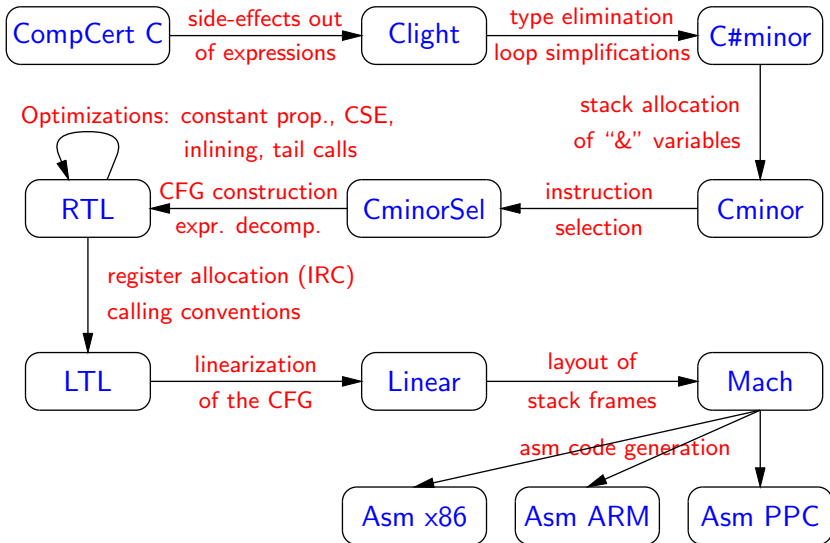 CompCert C
side-effects out
of expressions
Clight
type elimination
loop simplifications
C#minor
stack allocation
of “&” variables
Optimizations: constant prop., CSE,
inlining, tail calls
RTL
CFG construction
expr. decomp.
CminorSel
instruction
selection
Cminor
register allocation (IRC)
calling conventions
LTL
linearization
of the CFG
Linear
layout of
stack frames
Mach
asm code generation
Asm x86
Asm ARM
Asm PPC